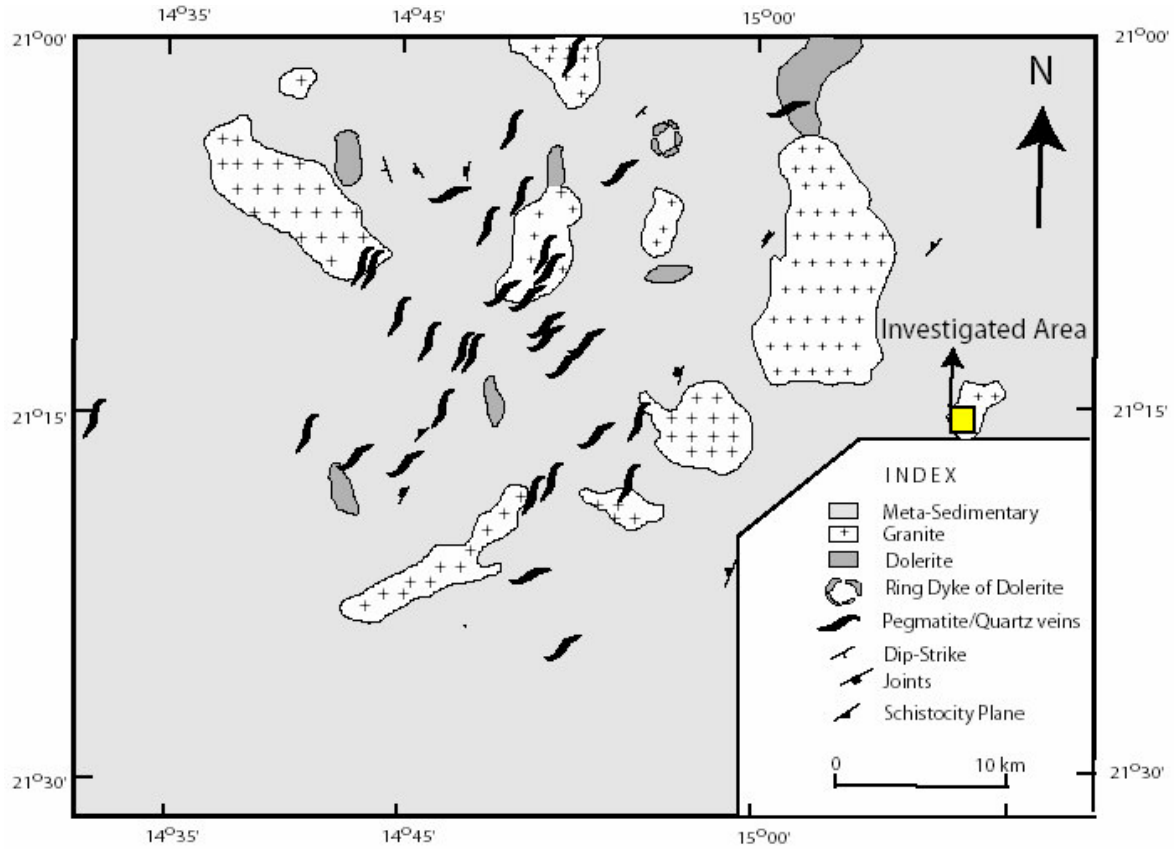 14°35' 14°45' 15°00'
21°00' 21°00'
N
Investigated Area
21°15' 21°15'
INDEX
Meta-Sedimentary
Granite
Dolerite
Ring Dyke of Dolerite
Pegmatite/Quartz veins
Dip-Strike
Joints
Schistocity Plane
0 10 km
21°30' 21°30'
14°35' 14°45' 15°00'